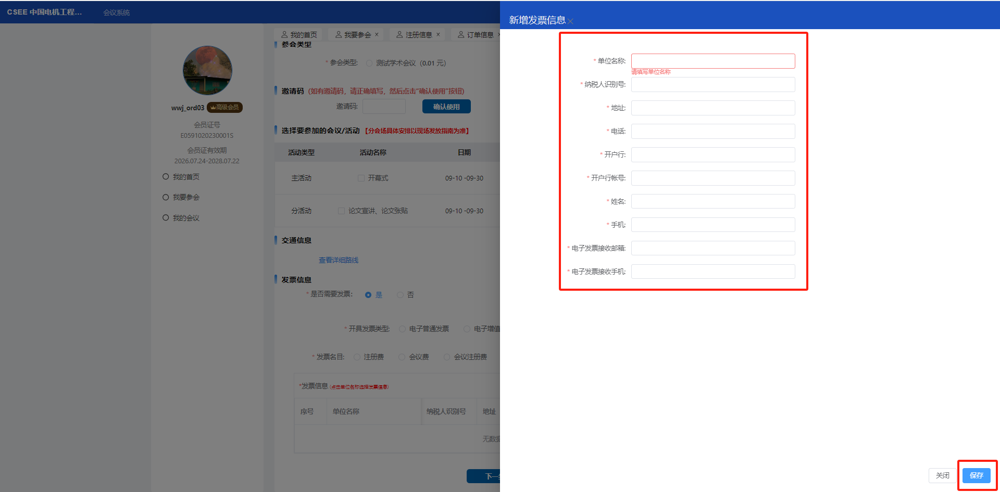 CSEE 中国电机工程...
会议系统
wwj_ord03
高级会员
会员证号
E0591020230001S
会员证有效期
2026.07.24-2028.07.22
我的首页
我要参会
我的会议
我的首页
我要参会 ×
注册信息 ×
订单信息 ×
参会类型
* 参会类型:
测试学术会议（0.01 元）
邀请码（如有邀请码，请正确填写，然后点击“确认使用”按钮）
邀请码:
确认使用
选择要参加的会议/活动 【分会场具体安排以现场发放指南为准】
活动类型 活动名称 日期
主活动 开幕式 09-10 -09-30
分活动 论文宣讲、论文张贴 09-10 -09-30
交通信息
查看详细路线
发票信息
* 是否需要发票: 是 否
* 开具发票类型: 电子普通发票 电子增值
* 发票名目: 注册费 会议费 会议注册费
*发票信息 (点击单位名称选择发票信息)
序号 单位名称 纳税人识别号 地址
无数据
下一
新增发票信息 ×
* 单位名称:
请填写单位名称
* 纳税人识别号:
* 地址:
* 电话:
* 开户行:
* 开户行帐号:
* 姓名:
* 手机:
* 电子发票接收邮箱:
* 电子发票接收手机:
关闭 保存